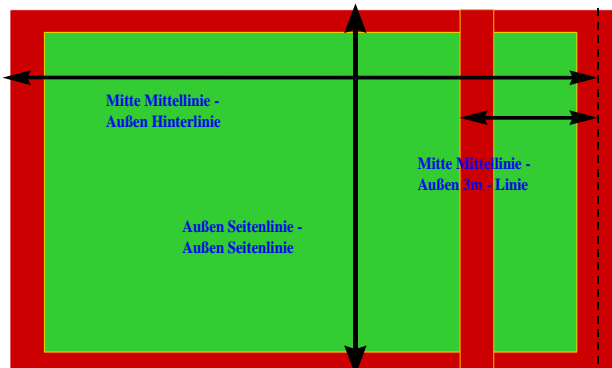 Mitte Mittellinie -
Außen Hinterlinie
Mitte Mittellinie -
Außen 3m - Linie
Außen Seitenlinie -
Außen Seitenlinie